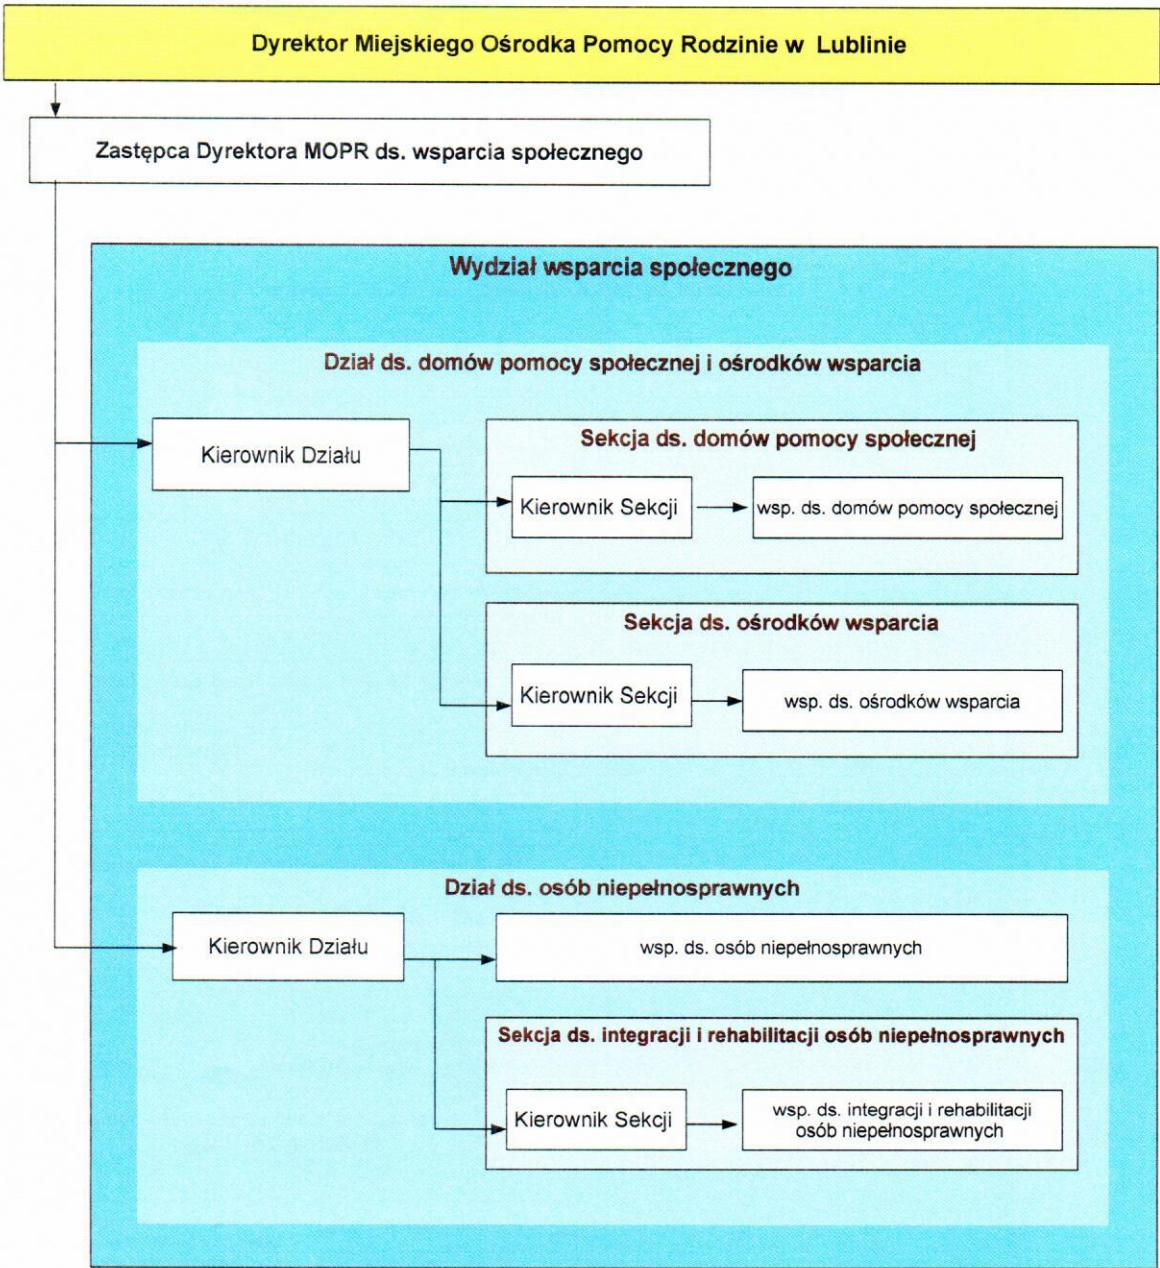 Dyrektor Miejskiego Ośrodka Pomocy Rodzinie w Lublinie
Zastępca Dyrektora MOPR ds. wsparcia społecznego
Wydział wsparcia społecznego
Dział ds. domów pomocy społecznej i ośrodków wsparcia
Kierownik Działu
Sekcja ds. domów pomocy społecznej
Kierownik Sekcji
wsp. ds. domów pomocy społecznej
Sekcja ds. ośrodków wsparcia
Kierownik Sekcji
wsp. ds. ośrodków wsparcia
Dział ds. osób niepełnosprawnych
Kierownik Działu
wsp. ds. osób niepełnosprawnych
Sekcja ds. integracji i rehabilitacji osób niepełnosprawnych
Kierownik Sekcji
wsp. ds. integracji i rehabilitacji
osób niepełnosprawnych